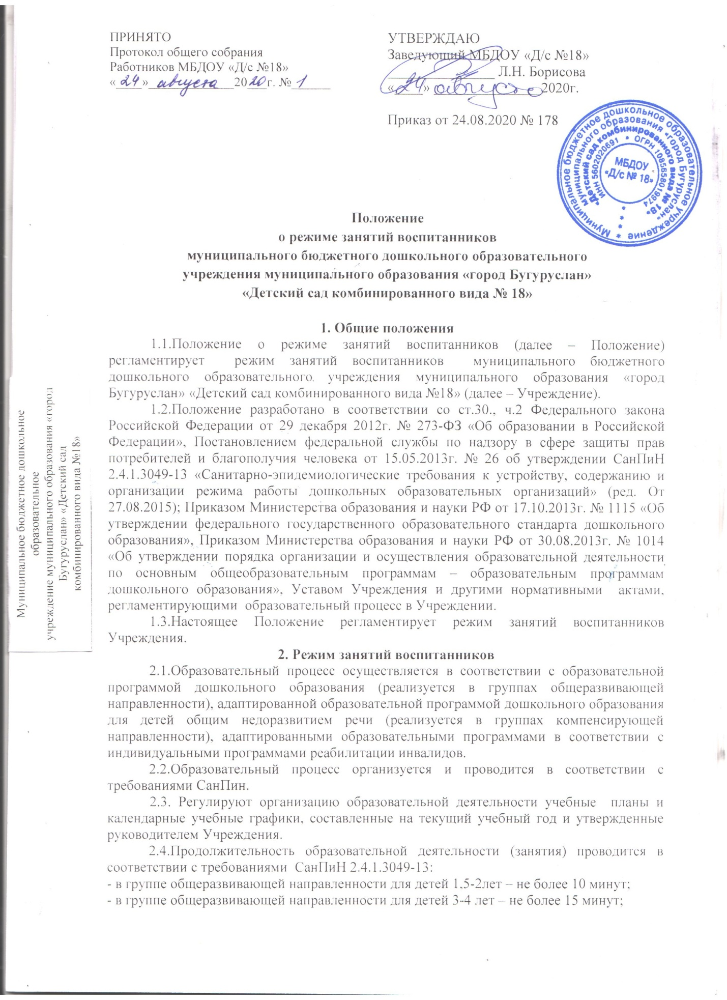 ПРИНЯТО
Протокол общего собрания
Работников МБДОУ «Д/с №18»
«24» августа 2020 г. № 1
УТВЕРЖДАЮ
Заведующий МБДОУ «Д/с №18»
Л.Н. Борисова
«24» августа 2020г.
Приказ от 24.08.2020 № 178
Муниципальное бюджетное дошкольное образовательное учреждение *
муниципального образования «город Бугуруслан»
«Детский сад комбинированного вида № 18»
ИНН 5602020691 * ОГРН 1085658019974
* * * *
МБДОУ
«Д/с № 18»
Положение
о режиме занятий воспитанников
муниципального бюджетного дошкольного образовательного
учреждения муниципального образования «город Бугуруслан»
«Детский сад комбинированного вида № 18»
1. Общие положения
1.1.Положение о режиме занятий воспитанников (далее – Положение)
регламентирует режим занятий воспитанников муниципального бюджетного
дошкольного образовательного учреждения муниципального образования «город
Бугуруслан» «Детский сад комбинированного вида №18» (далее – Учреждение).
1.2.Положение разработано в соответствии со ст.30., ч.2 Федерального закона
Российской Федерации от 29 декабря 2012г. № 273-ФЗ «Об образовании в Российской
Федерации», Постановлением федеральной службы по надзору в сфере защиты прав
потребителей и благополучия человека от 15.05.2013г. № 26 об утверждении СанПиН
2.4.1.3049-13 «Санитарно-эпидемиологические требования к устройству, содержанию и
организации режима работы дошкольных образовательных организаций» (ред. От
27.08.2015); Приказом Министерства образования и науки РФ от 17.10.2013г. № 1115 «Об
утверждении федерального государственного образовательного стандарта дошкольного
образования», Приказом Министерства образования и науки РФ от 30.08.2013г. № 1014
«Об утверждении порядка организации и осуществления образовательной деятельности
по основным общеобразовательным программам – образовательным программам
дошкольного образования», Уставом Учреждения и другими нормативными актами,
регламентирующими образовательный процесс в Учреждении.
1.3.Настоящее Положение регламентирует режим занятий воспитанников
Учреждения.
2. Режим занятий воспитанников
2.1.Образовательный процесс осуществляется в соответствии с образовательной
программой дошкольного образования (реализуется в группах общеразвивающей
направленности), адаптированной образовательной программой дошкольного образования
для детей общим недоразвитием речи (реализуется в группах компенсирующей
направленности), адаптированными образовательными программами в соответствии с
индивидуальными программами реабилитации инвалидов.
2.2.Образовательный процесс организуется и проводится в соответствии с
требованиями СанПин.
2.3. Регулируют организацию образовательной деятельности учебные планы и
календарные учебные графики, составленные на текущий учебный год и утвержденные
руководителем Учреждения.
2.4.Продолжительность образовательной деятельности (занятия) проводится в
соответствии с требованиями СанПиН 2.4.1.3049-13:
- в группе общеразвивающей направленности для детей 1,5-2лет – не более 10 минут;
- в группе общеразвивающей направленности для детей 3-4 лет – не более 15 минут;
Муниципальное бюджетное дошкольное
образовательное
учреждение муниципального образования «город
Бугуруслан» «Детский сад
комбинированного вида №18»